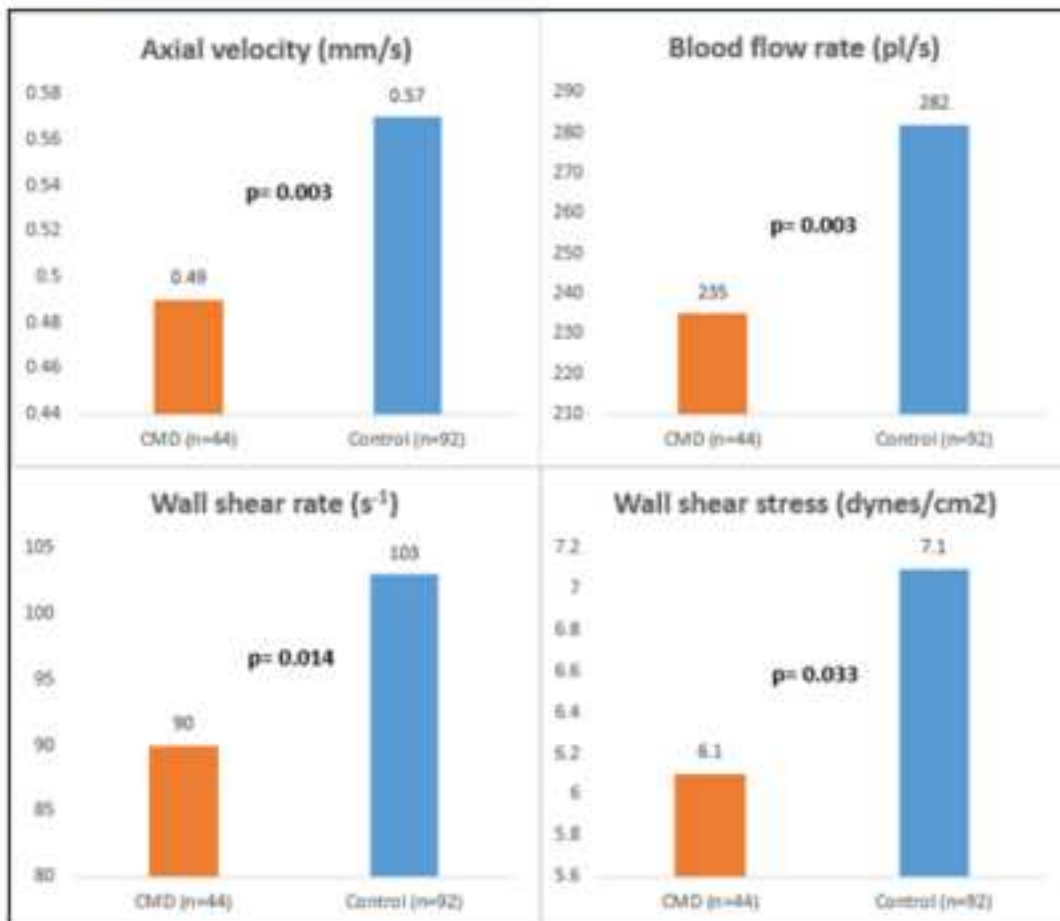 Axial velocity (mm/s)
0.58
0.56
0.54
0.52
0.5
0.48
0.46
0.44
0.49
0.57
p= 0.003
CMD (n=44)
Control (n=92)
Blood flow rate (pl/s)
290
280
270
260
250
240
230
220
210
235
282
p= 0.003
CMD (n=44)
Control (n=92)
Wall shear rate (s⁻¹)
105
100
95
90
85
80
90
103
p= 0.014
CMD (n=44)
Control (n=92)
Wall shear stress (dynes/cm2)
7.2
7
6.8
6.6
6.4
6.2
6
5.8
5.6
6.1
7.1
p= 0.033
CMD (n=44)
Control (n=92)